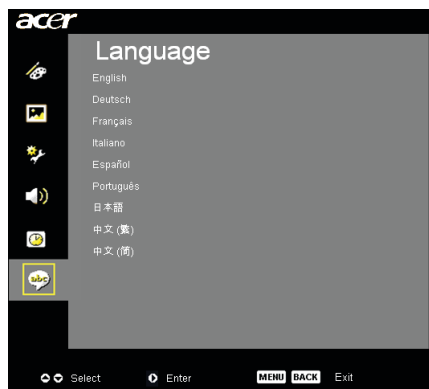 acer
Language
English
Deutsch
Français
Italiano
Español
Português
日本語
中文 (繁)
中文 (简)
abc
Select Enter MENU BACK Exit